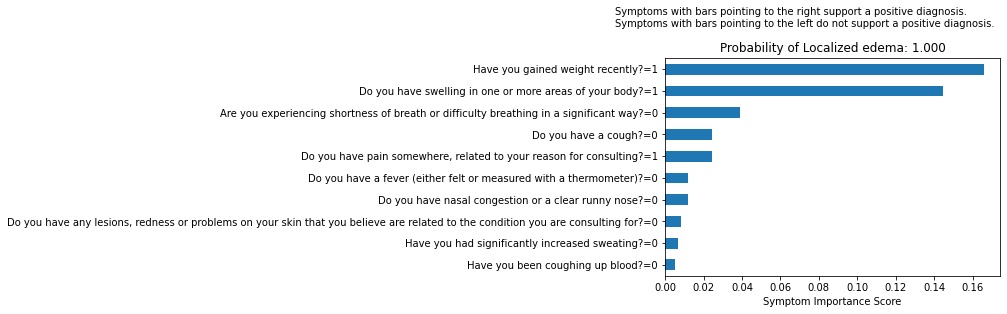 Symptoms with bars pointing to the right support a positive diagnosis.
Symptoms with bars pointing to the left do not support a positive diagnosis.
Probability of Localized edema: 1.000
Have you gained weight recently?=1
Do you have swelling in one or more areas of your body?=1
Are you experiencing shortness of breath or difficulty breathing in a significant way?=0
Do you have a cough?=0
Do you have pain somewhere, related to your reason for consulting?=1
Do you have a fever (either felt or measured with a thermometer)?=0
Do you have nasal congestion or a clear runny nose?=0
Do you have any lesions, redness or problems on your skin that you believe are related to the condition you are consulting for?=0
Have you had significantly increased sweating?=0
Have you been coughing up blood?=0
0.00 0.02 0.04 0.06 0.08 0.10 0.12 0.14 0.16
Symptom Importance Score